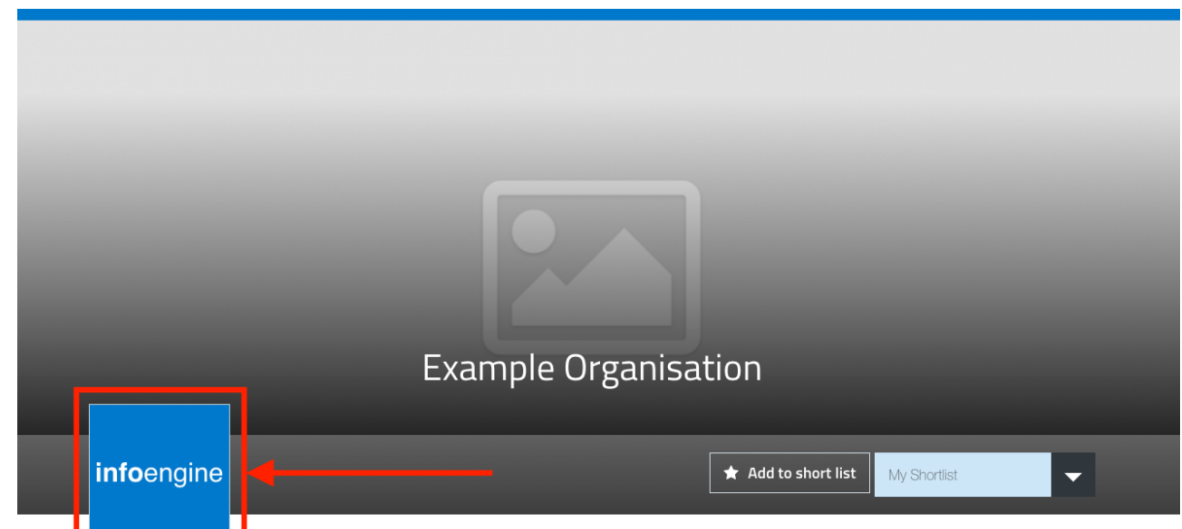 Example Organisation
infoengine
Add to short list
My Shortlist